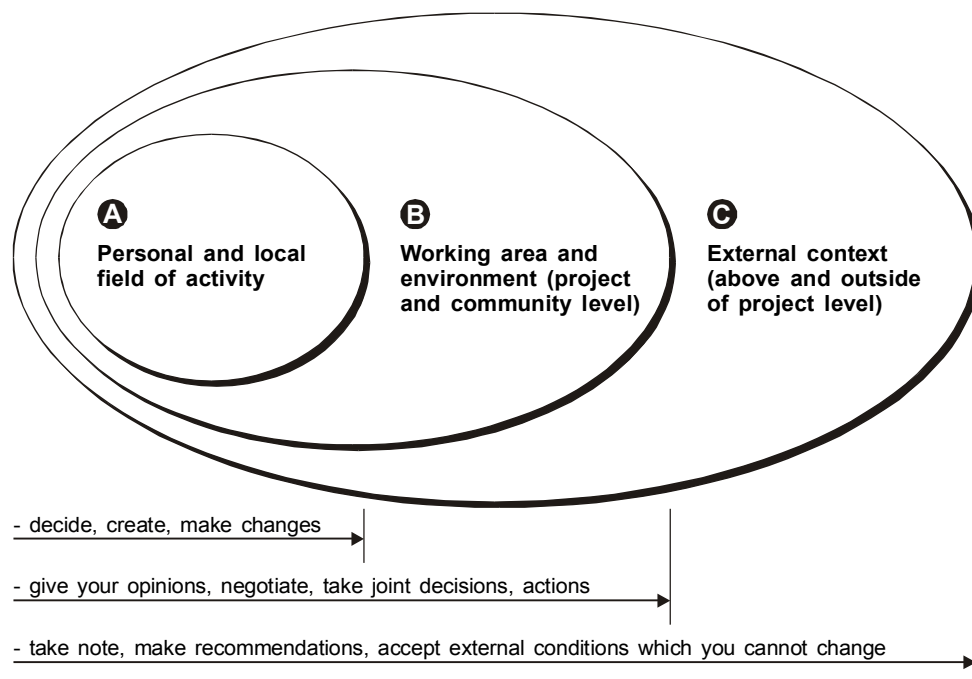 A
Personal and local
field of activity
B
Working area and
environment (project
and community level)
C
External context
(above and outside
of project level)
- decide, create, make changes
- give your opinions, negotiate, take joint decisions, actions
- take note, make recommendations, accept external conditions which you cannot change